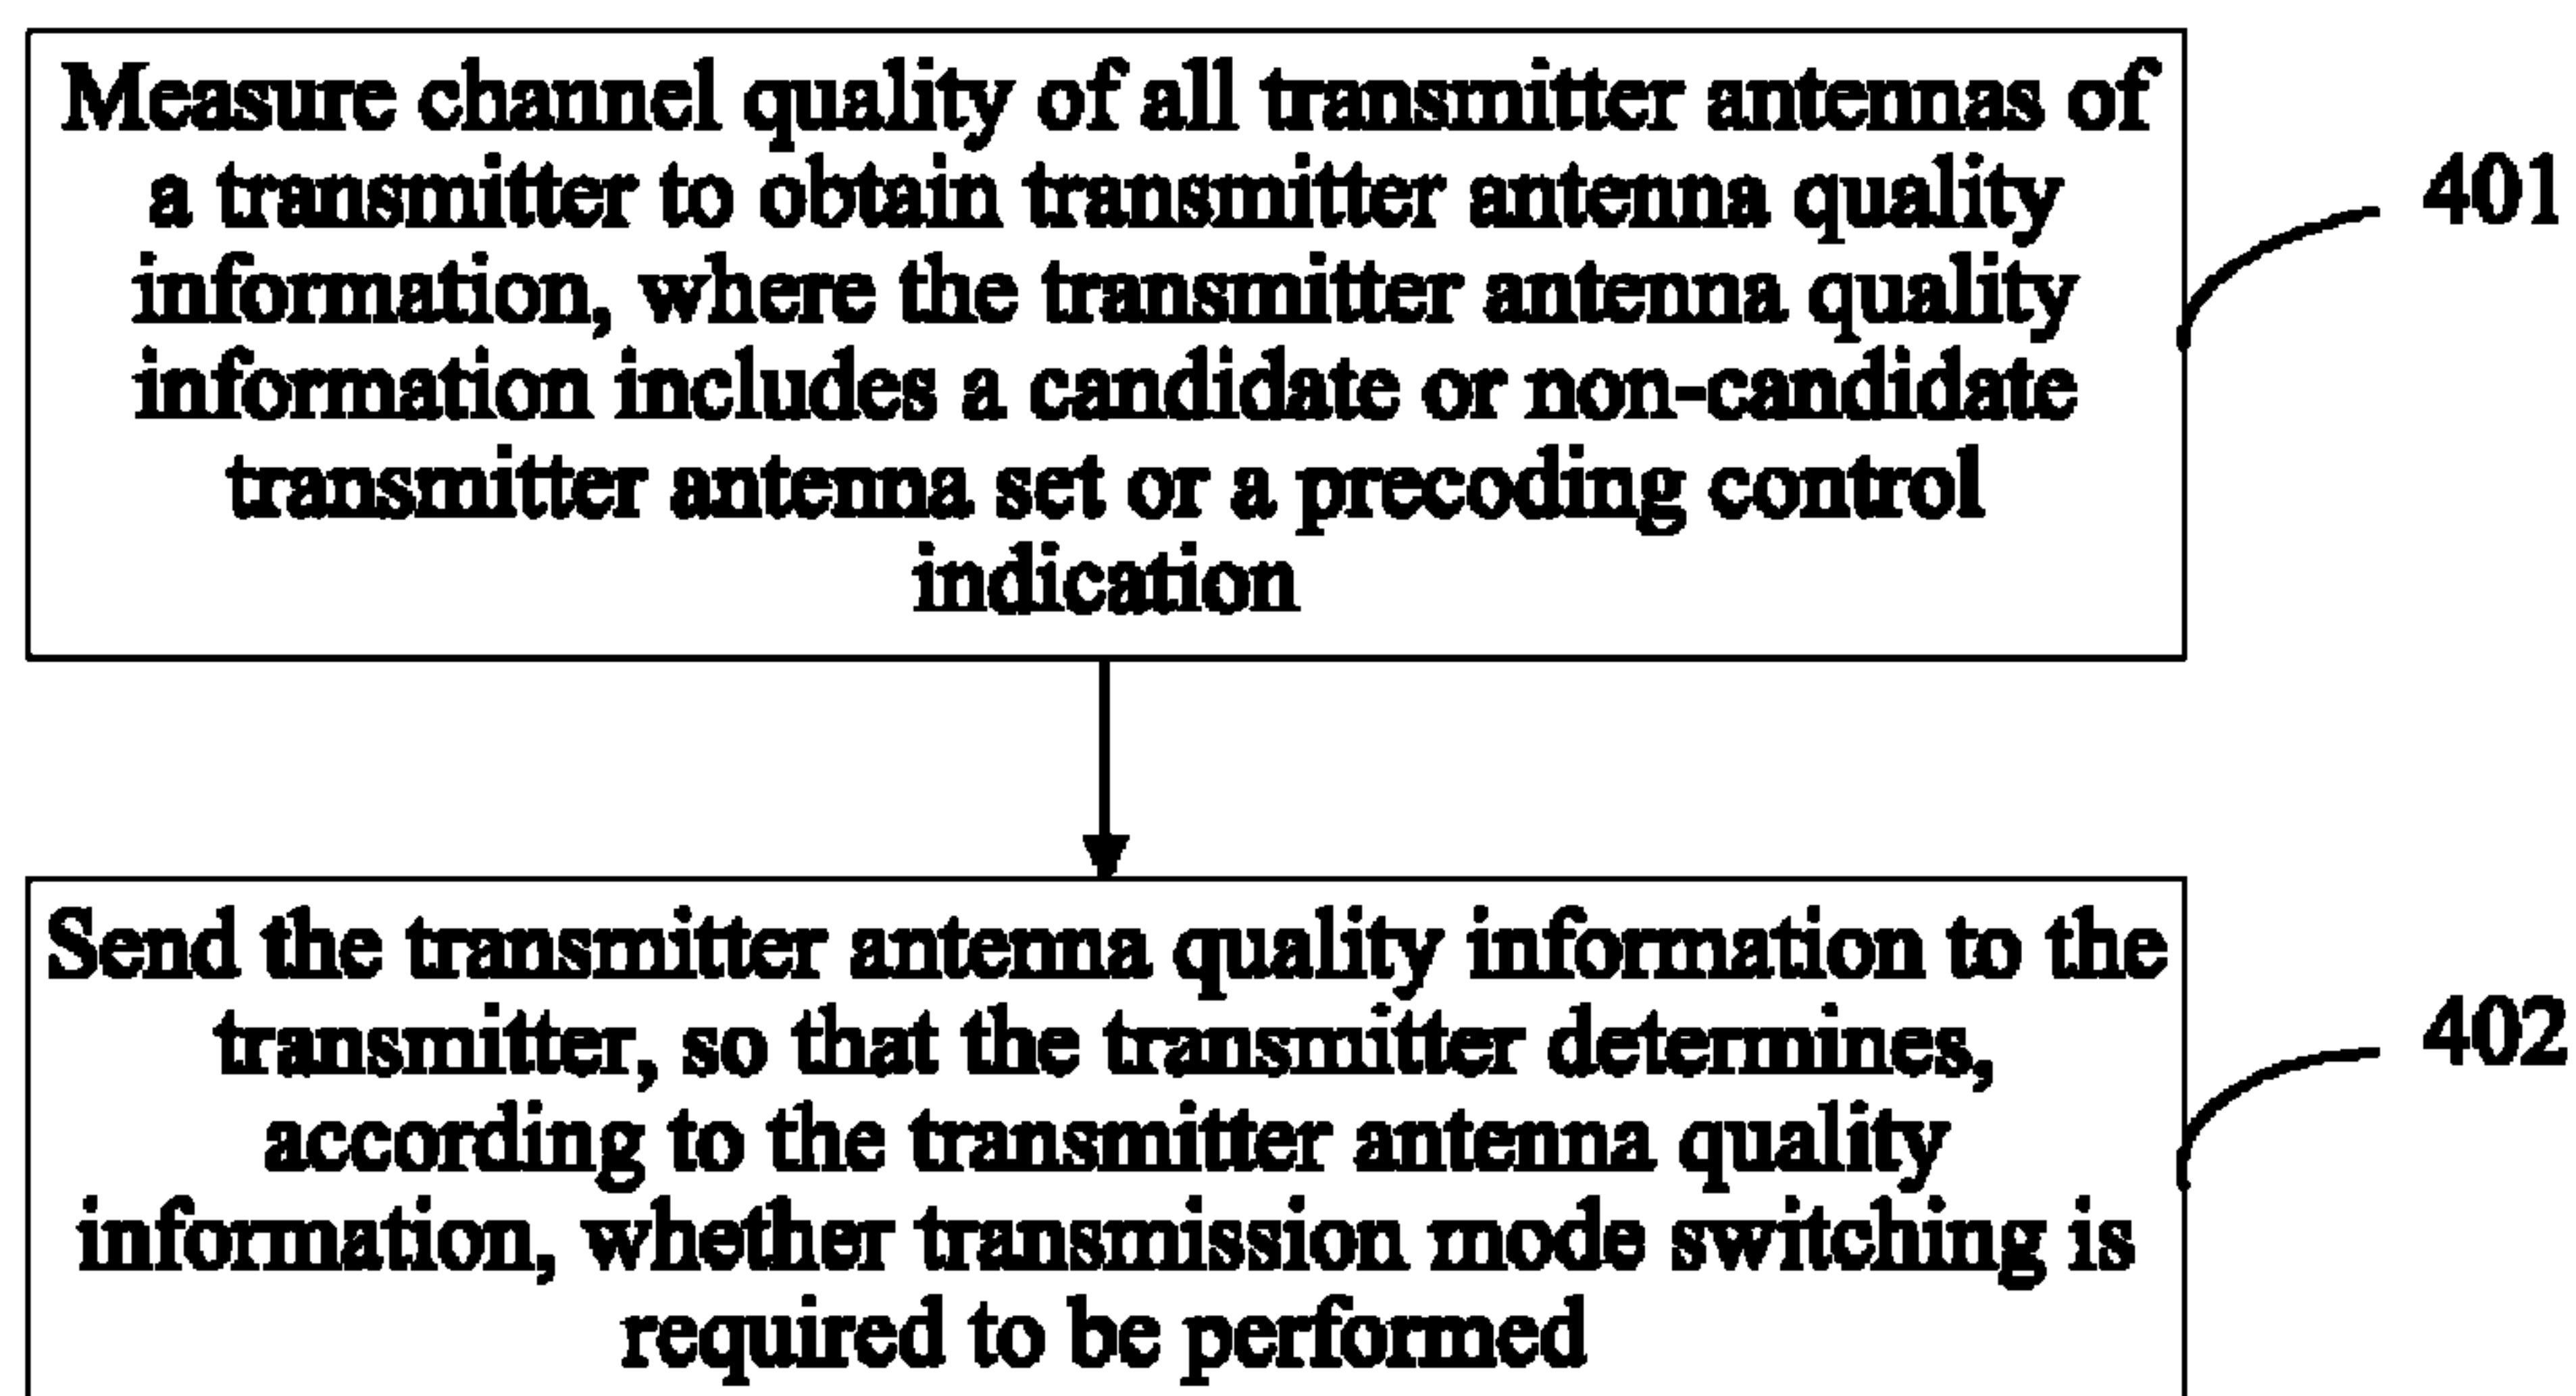 Measure channel quality of all transmitter antennas of
a transmitter to obtain transmitter antenna quality
information, where the transmitter antenna quality
information includes a candidate or non-candidate
transmitter antenna set or a precoding control
indication
401
Send the transmitter antenna quality information to the
transmitter, so that the transmitter determines,
according to the transmitter antenna quality
information, whether transmission mode switching is
required to be performed
402